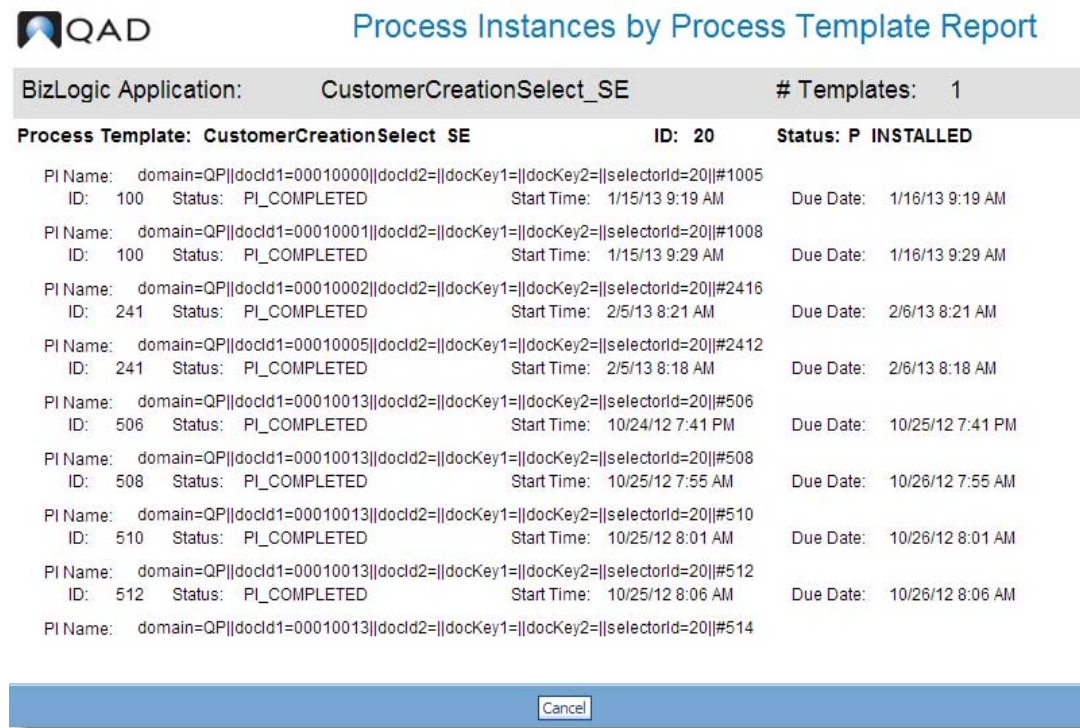 QAD Process Instances by Process Template Report
BizLogic Application: CustomerCreationSelect_SE # Templates: 1
Process Template: CustomerCreationSelect SE ID: 20 Status: P INSTALLED
PI Name: domain=QP||docId1=00010000||docId2=||docKey1=||docKey2=||selectorId=20||#1005
ID: 100 Status: PI_COMPLETED Start Time: 1/15/13 9:19 AM Due Date: 1/16/13 9:19 AM
PI Name: domain=QP||docId1=00010001||docId2=||docKey1=||docKey2=||selectorId=20||#1008
ID: 100 Status: PI_COMPLETED Start Time: 1/15/13 9:29 AM Due Date: 1/16/13 9:29 AM
PI Name: domain=QP||docId1=00010002||docId2=||docKey1=||docKey2=||selectorId=20||#2416
ID: 241 Status: PI_COMPLETED Start Time: 2/5/13 8:21 AM Due Date: 2/6/13 8:21 AM
PI Name: domain=QP||docId1=00010005||docId2=||docKey1=||docKey2=||selectorId=20||#2412
ID: 241 Status: PI_COMPLETED Start Time: 2/5/13 8:18 AM Due Date: 2/6/13 8:18 AM
PI Name: domain=QP||docId1=00010013||docId2=||docKey1=||docKey2=||selectorId=20||#506
ID: 506 Status: PI_COMPLETED Start Time: 10/24/12 7:41 PM Due Date: 10/25/12 7:41 PM
PI Name: domain=QP||docId1=00010013||docId2=||docKey1=||docKey2=||selectorId=20||#508
ID: 508 Status: PI_COMPLETED Start Time: 10/25/12 7:55 AM Due Date: 10/26/12 7:55 AM
PI Name: domain=QP||docId1=00010013||docId2=||docKey1=||docKey2=||selectorId=20||#510
ID: 510 Status: PI_COMPLETED Start Time: 10/25/12 8:01 AM Due Date: 10/26/12 8:01 AM
PI Name: domain=QP||docId1=00010013||docId2=||docKey1=||docKey2=||selectorId=20||#512
ID: 512 Status: PI_COMPLETED Start Time: 10/25/12 8:06 AM Due Date: 10/26/12 8:06 AM
PI Name: domain=QP||docId1=00010013||docId2=||docKey1=||docKey2=||selectorId=20||#514
Cancel